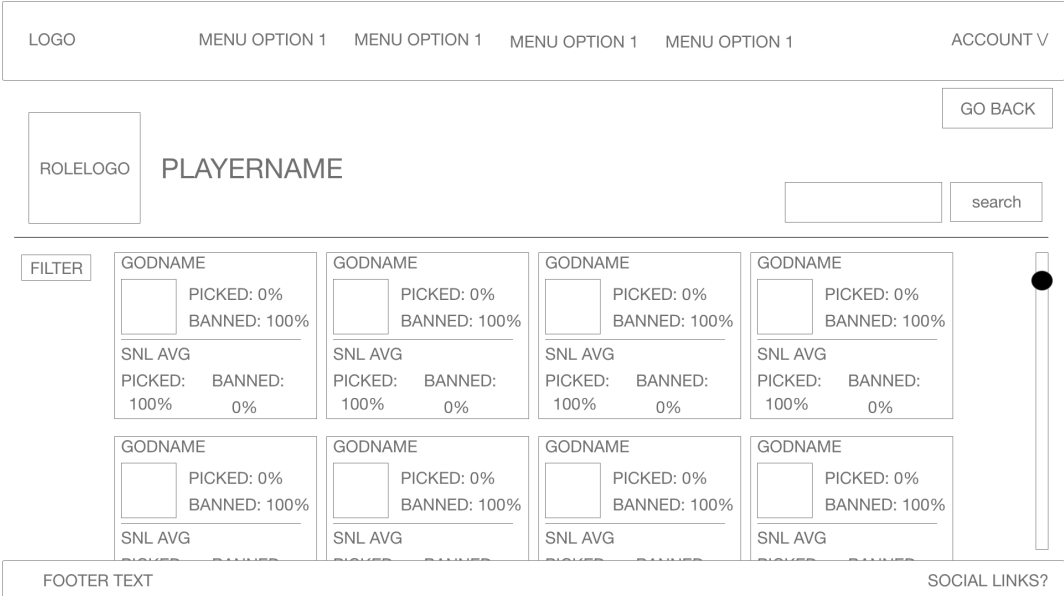 LOGO MENU OPTION 1 MENU OPTION 1 MENU OPTION 1 MENU OPTION 1 ACCOUNT \/
GO BACK
ROLELOGO PLAYERNAME
search
FILTER
GODNAME GODNAME GODNAME GODNAME
PICKED: 0% PICKED: 0% PICKED: 0% PICKED: 0%
BANNED: 100% BANNED: 100% BANNED: 100% BANNED: 100%
SNL AVG SNL AVG SNL AVG SNL AVG
PICKED: BANNED: PICKED: BANNED: PICKED: BANNED: PICKED: BANNED:
100% 0% 100% 0% 100% 0% 100% 0%
GODNAME GODNAME GODNAME GODNAME
PICKED: 0% PICKED: 0% PICKED: 0% PICKED: 0%
BANNED: 100% BANNED: 100% BANNED: 100% BANNED: 100%
SNL AVG SNL AVG SNL AVG SNL AVG
FOOTER TEXT SOCIAL LINKS?